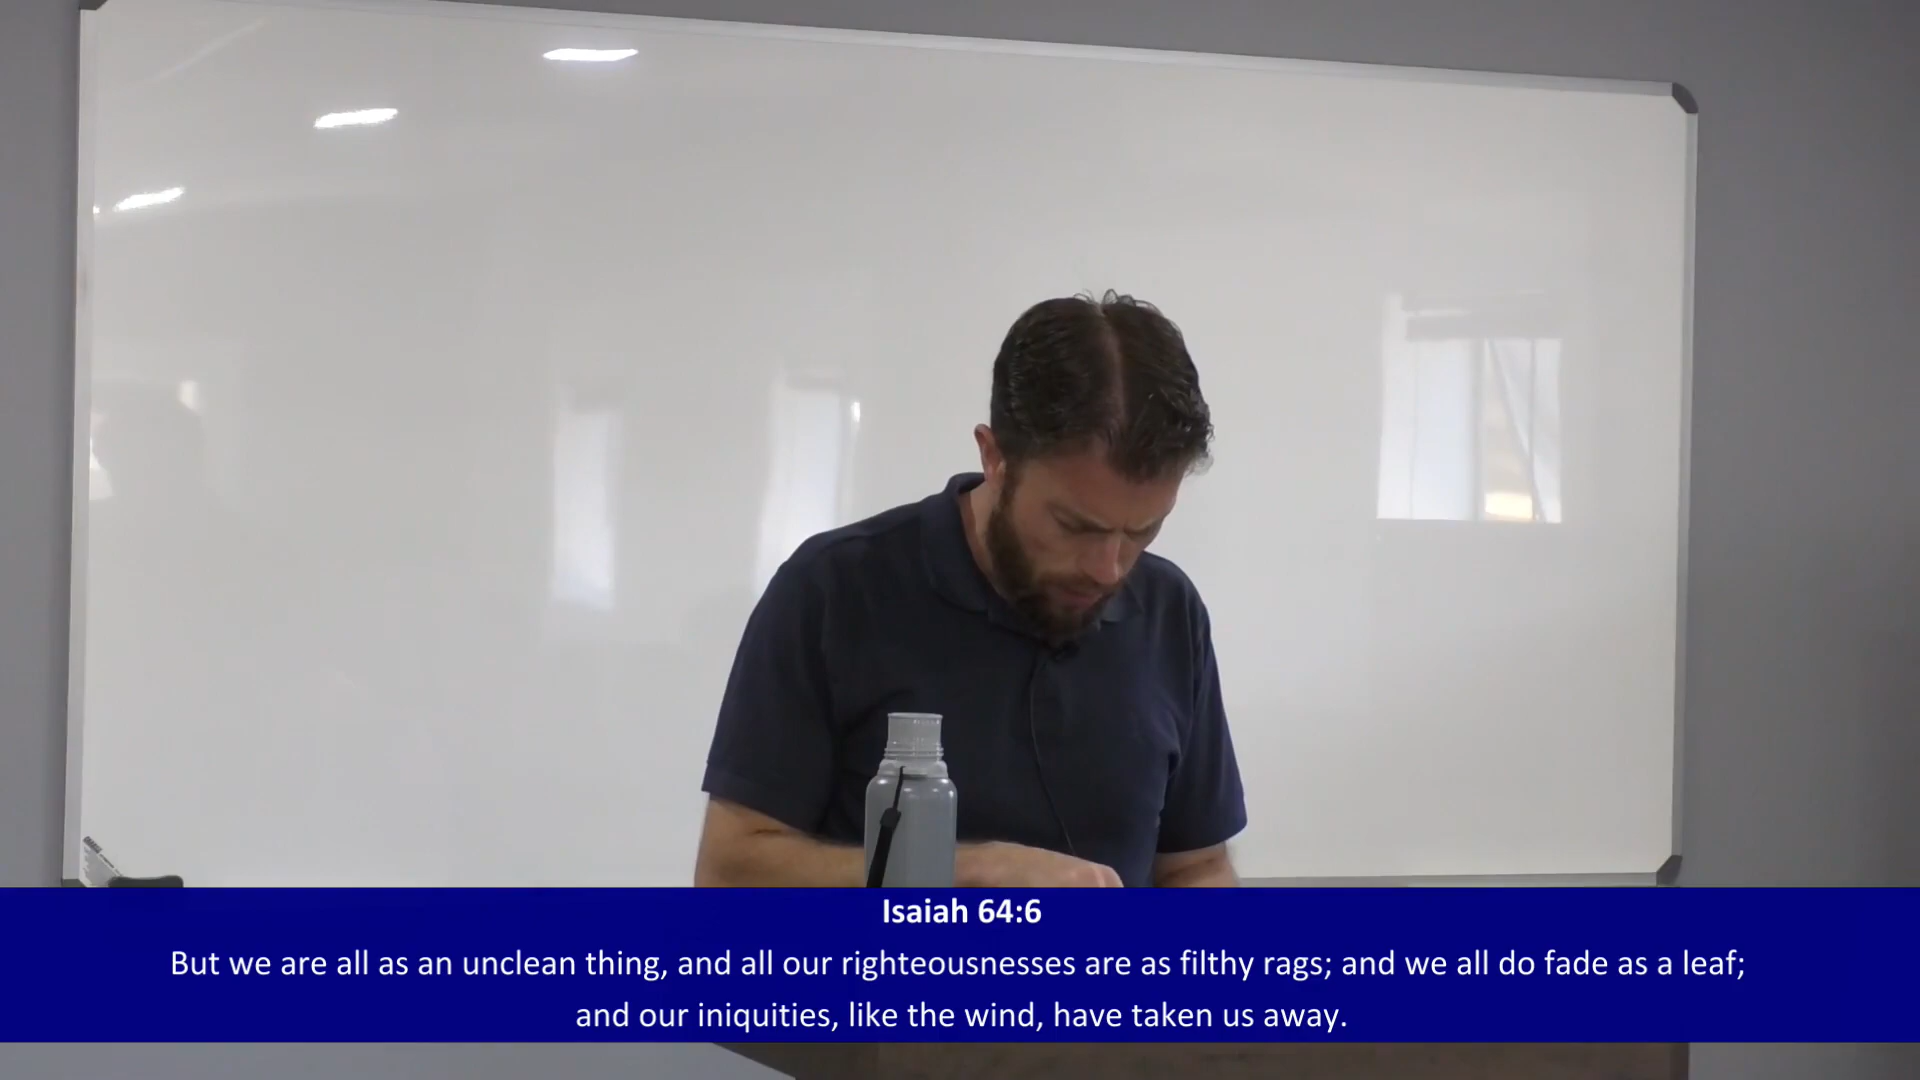 Isaiah 64:6
But we are all as an unclean thing, and all our righteousnesses are as filthy rags; and we all do fade as a leaf;
and our iniquities, like the wind, have taken us away.